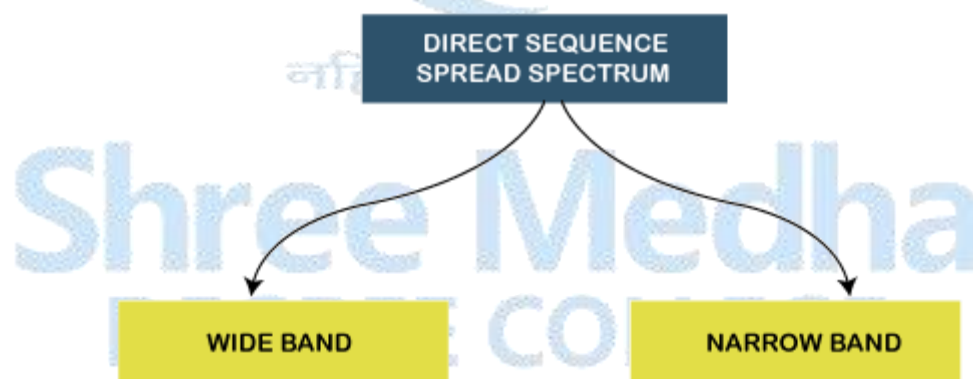 DIRECT SEQUENCE
SPREAD SPECTRUM
Shree Medha
WIDE BAND
NARROW BAND